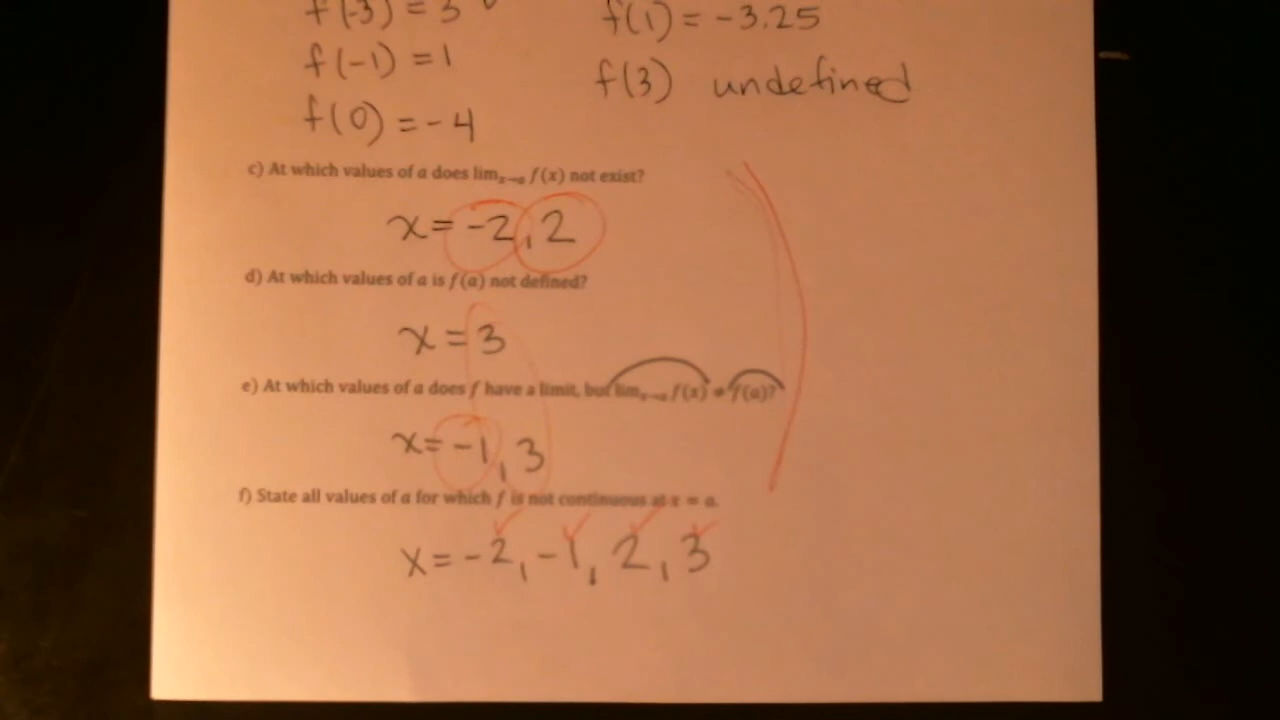 f(-3) = 3
f(1) = -3.25
f(-1) = 1
f(3) undefined
f(0) = -4
c) At which values of a does lim x→a f(x) not exist?
x = -2, 2
d) At which values of a is f(a) not defined?
x = 3
e) At which values of a does f have a limit, but lim x→a f(x) ≠ f(a)?
x = -1, 3
f) State all values of a for which f is not continuous at x = a.
x = -2, -1, 2, 3